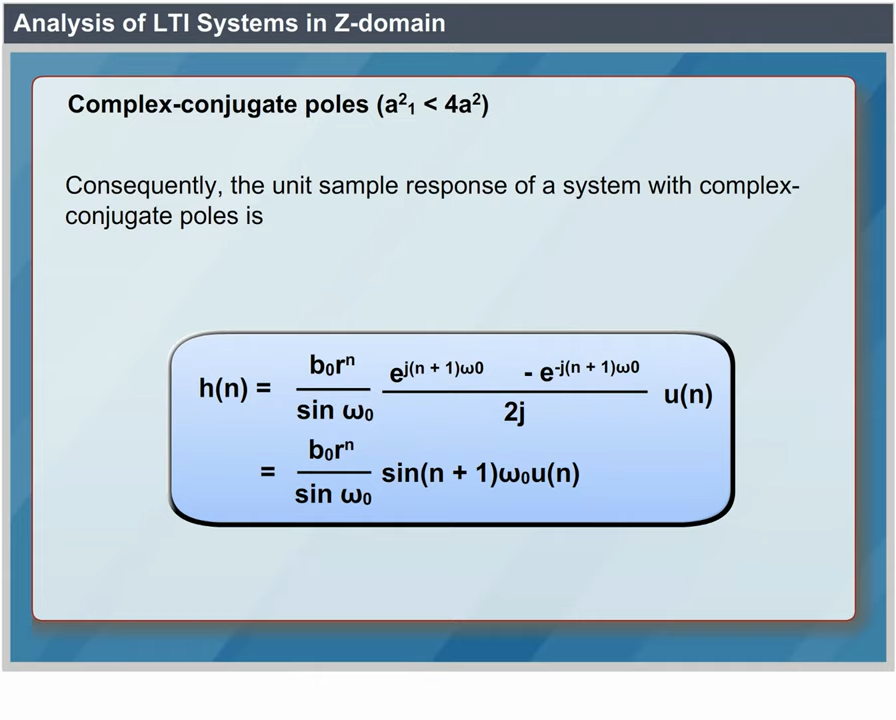 Analysis of LTI Systems in Z-domain
Complex-conjugate poles (a²₁ < 4a²)
Consequently, the unit sample response of a system with complex-
conjugate poles is
h(n) = b₀rⁿ / sin ω₀ · e^j(n + 1)ω0 - e^-j(n + 1)ω0 / 2j u(n)
= b₀rⁿ / sin ω₀ sin(n + 1)ω₀u(n)